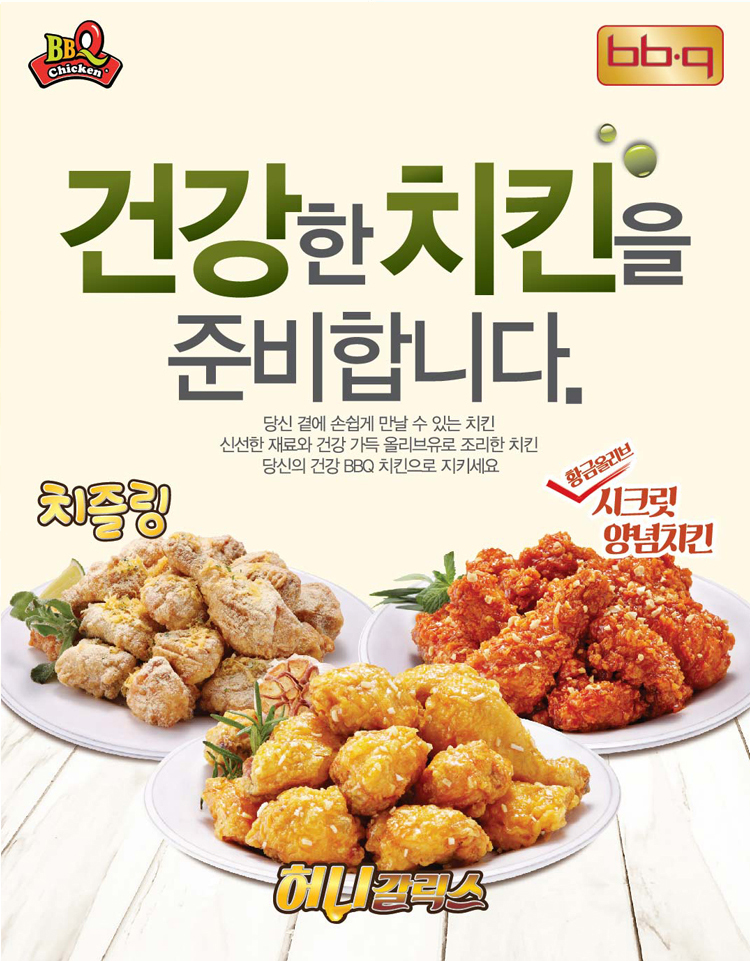 BBQ
Chicken
bb·q
건강한 치킨을
준비합니다.
당신 곁에 손쉽게 만날 수 있는 치킨
신선한 재료와 건강 가득 올리브유로 조리한 치킨
당신의 건강 BBQ 치킨으로 지키세요
치즐링
황금올리브
시크릿
양념치킨
허니갈릭스